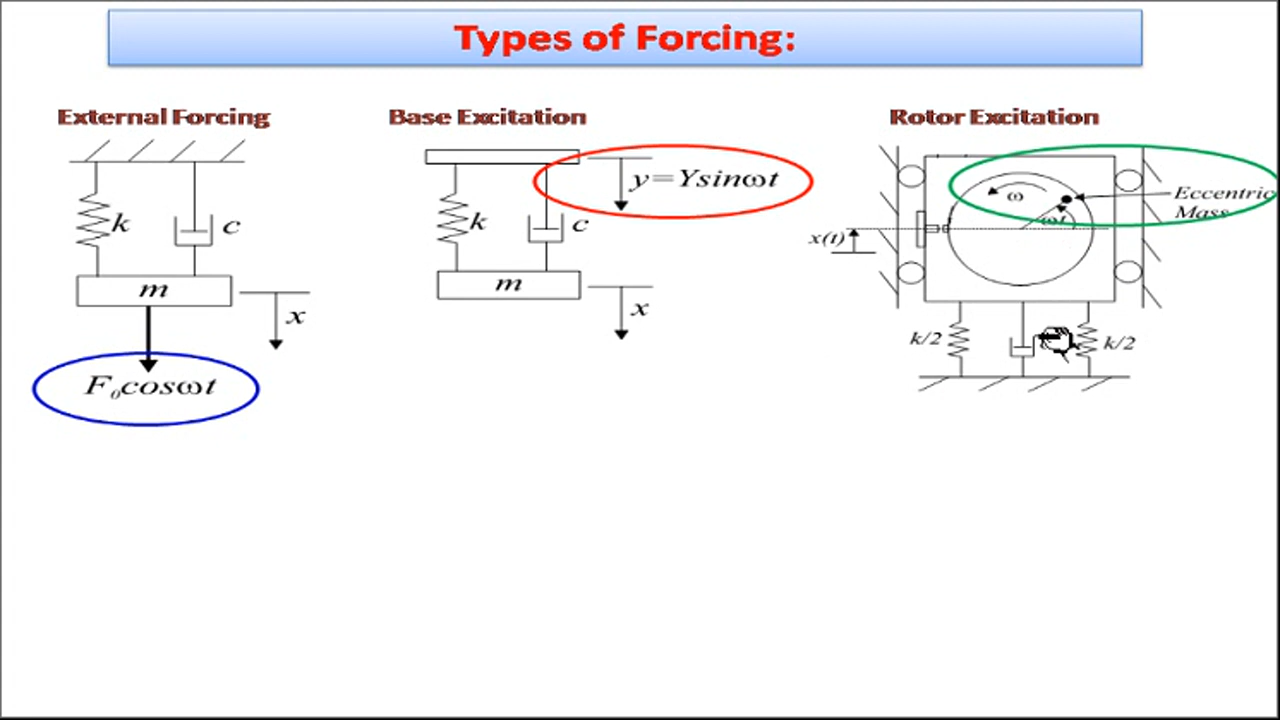 Types of Forcing:
External Forcing
k
c
m
x
F₀cosωt
Base Excitation
y=Ysinωt
k
c
m
x
Rotor Excitation
ω
Eccentric
Mass
ωt
x(t)
k/2
k/2